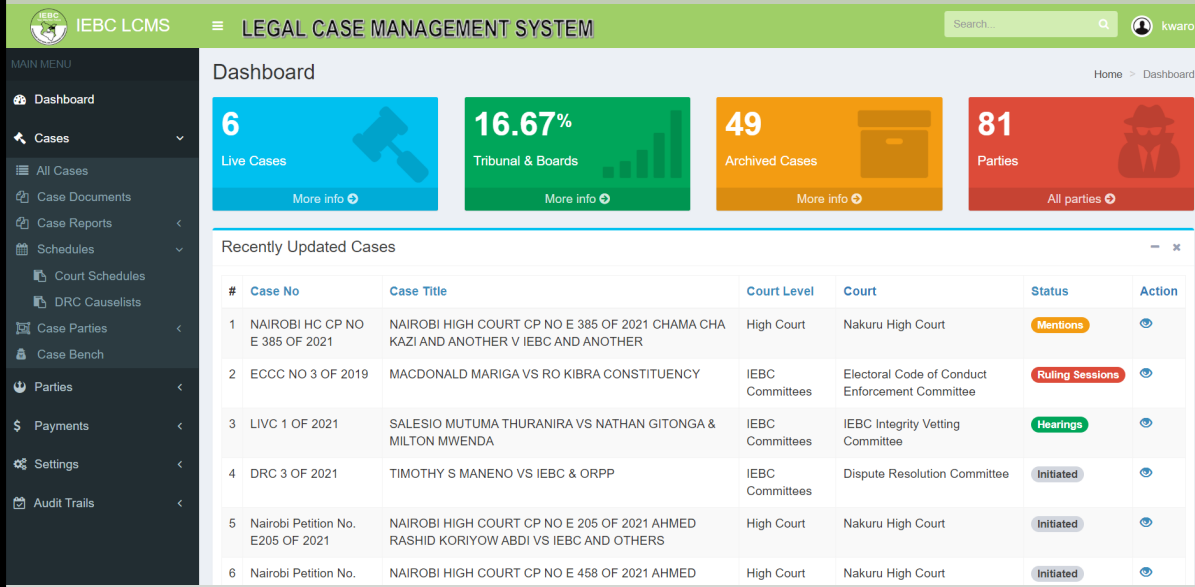 IEBC
IEBC LCMS
LEGAL CASE MANAGEMENT SYSTEM
Search...
kwaro
MAIN MENU
Dashboard
Cases
All Cases
Case Documents
Case Reports
Schedules
Court Schedules
DRC Causelists
Case Parties
Case Bench
Parties
$ Payments
Settings
Audit Trails
Dashboard
Home > Dashboard
6
Live Cases
More info
16.67%
Tribunal & Boards
More info
49
Archived Cases
More info
81
Parties
All parties
Recently Updated Cases
# Case No Case Title Court Level Court Status Action
1 NAIROBI HC CP NO NAIROBI HIGH COURT CP NO E 385 OF 2021 CHAMA CHA High Court Nakuru High Court Mentions
E 385 OF 2021 KAZI AND ANOTHER V IEBC AND ANOTHER
2 ECCC NO 3 OF 2019 MACDONALD MARIGA VS RO KIBRA CONSTITUENCY IEBC Electoral Code of Conduct Ruling Sessions
Committees Enforcement Committee
3 LIVC 1 OF 2021 SALESIO MUTUMA THURANIRA VS NATHAN GITONGA & IEBC IEBC Integrity Vetting Hearings
MILTON MWENDA Committees Committee
4 DRC 3 OF 2021 TIMOTHY S MANENO VS IEBC & ORPP IEBC Dispute Resolution Committee Initiated
Committees
5 Nairobi Petition No. NAIROBI HIGH COURT CP NO E 205 OF 2021 AHMED High Court Nakuru High Court Initiated
E205 OF 2021 RASHID KORIYOW ABDI VS IEBC AND OTHERS
6 Nairobi Petition No. NAIROBI HIGH COURT CP NO E 458 OF 2021 AHMED High Court Nakuru High Court Initiated